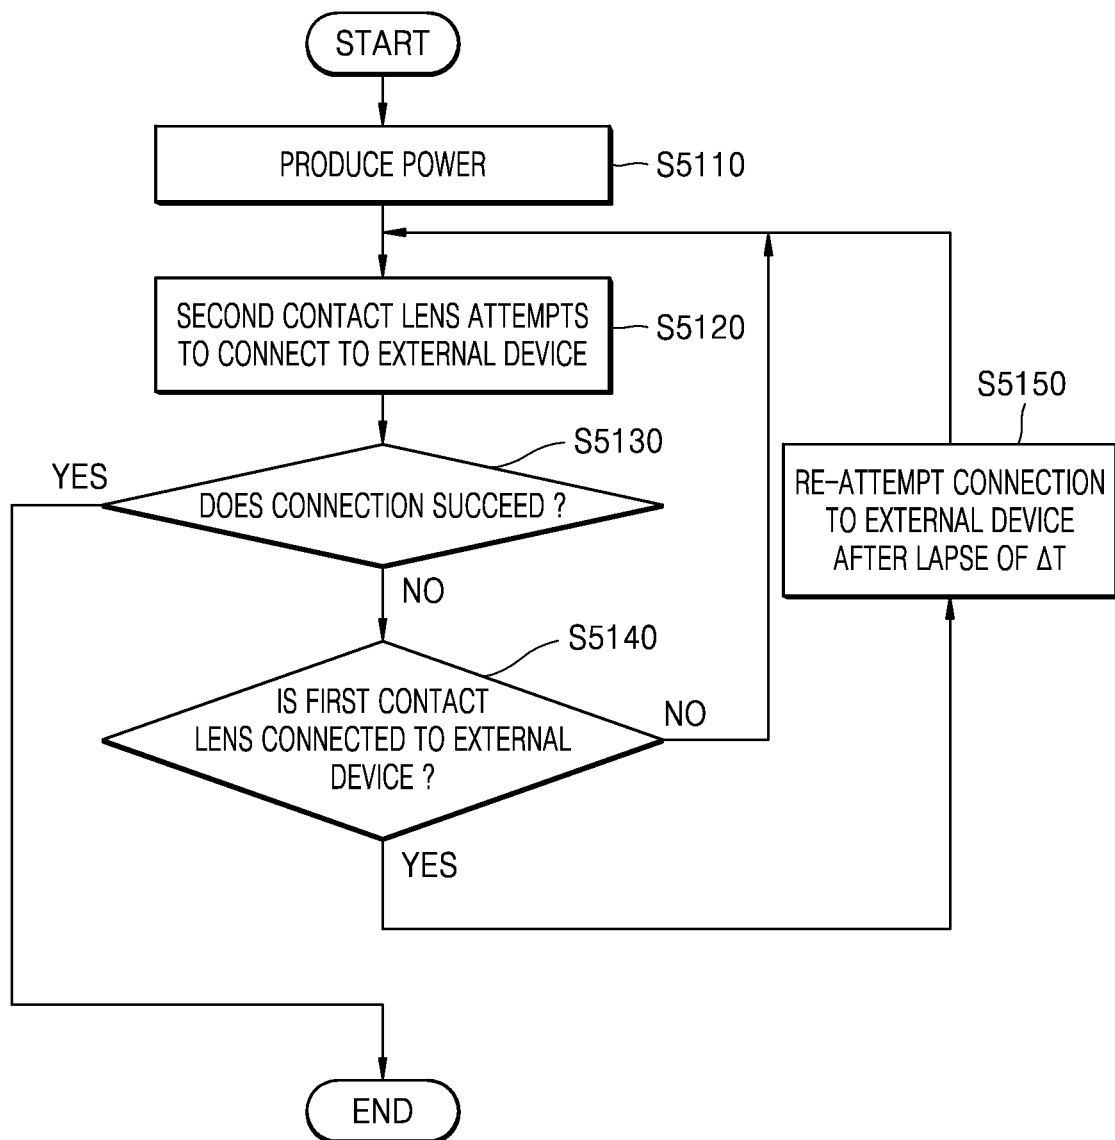 START
PRODUCE POWER
S5110
SECOND CONTACT LENS ATTEMPTS
TO CONNECT TO EXTERNAL DEVICE
S5120
S5130
YES
DOES CONNECTION SUCCEED ?
NO
S5140
IS FIRST CONTACT
LENS CONNECTED TO EXTERNAL
DEVICE ?
NO
YES
S5150
RE-ATTEMPT CONNECTION
TO EXTERNAL DEVICE
AFTER LAPSE OF ΔT
END